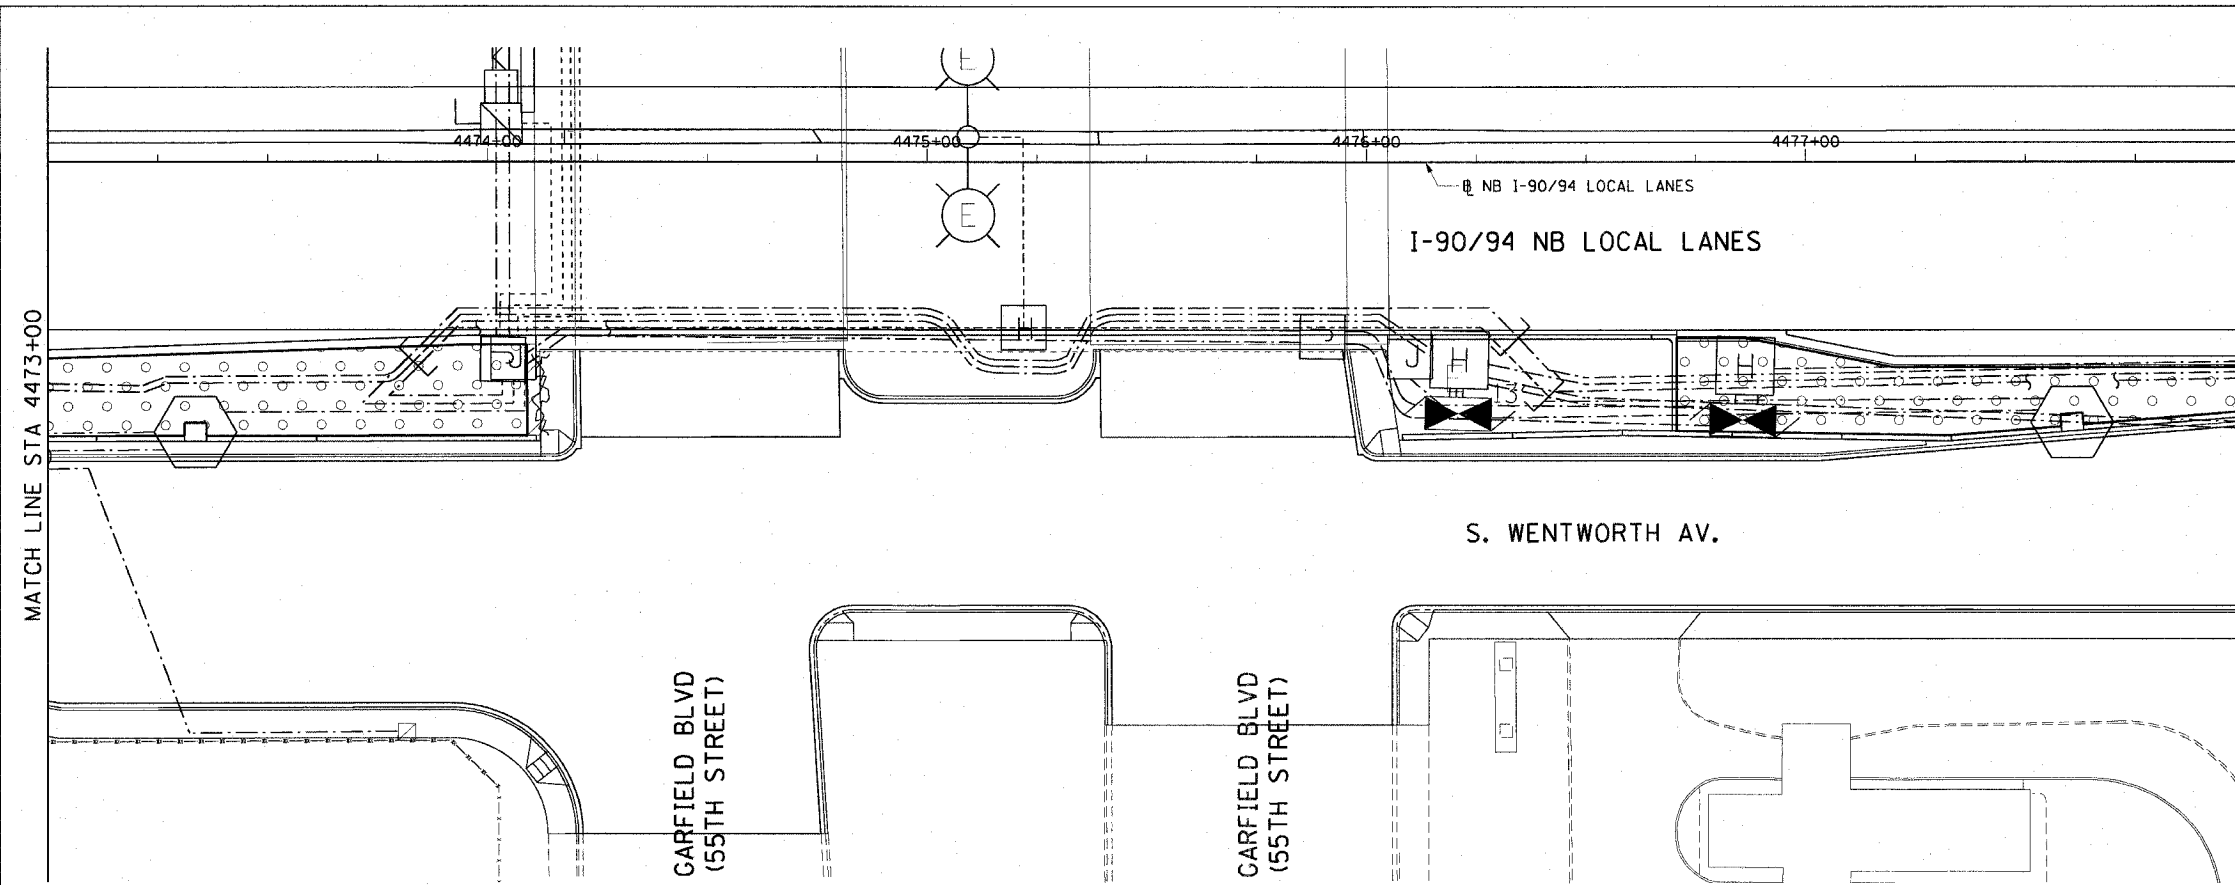 E
4474+00
4475+00
4476+00
4477+00
℄ NB I-90/94 LOCAL LANES
E
I-90/94 NB LOCAL LANES
MATCH LINE STA 4473+00
J
H
J
J
H
H
3
S. WENTWORTH AV.
GARFIELD BLVD
(55TH STREET)
GARFIELD BLVD
(55TH STREET)